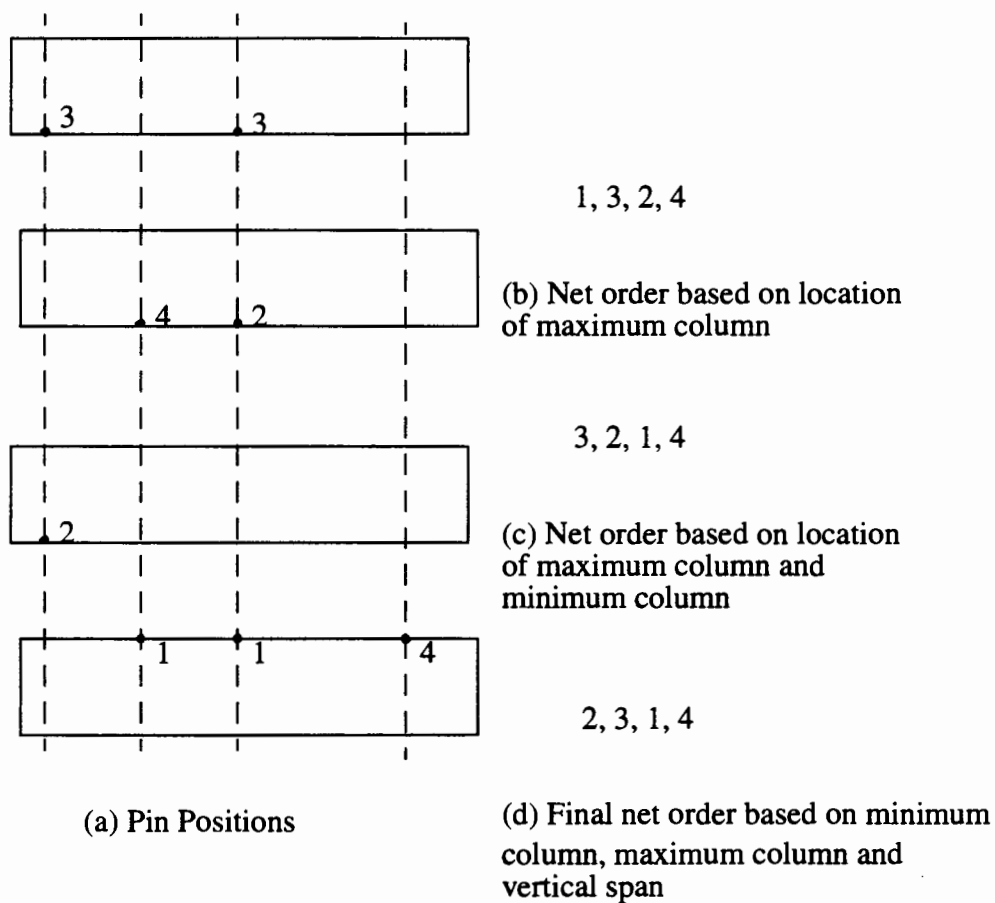 3 3
1, 3, 2, 4
4 2
(b) Net order based on location
of maximum column
3, 2, 1, 4
2
(c) Net order based on location
of maximum column and
minimum column
1 1 4
2, 3, 1, 4
(a) Pin Positions
(d) Final net order based on minimum
column, maximum column and
vertical span